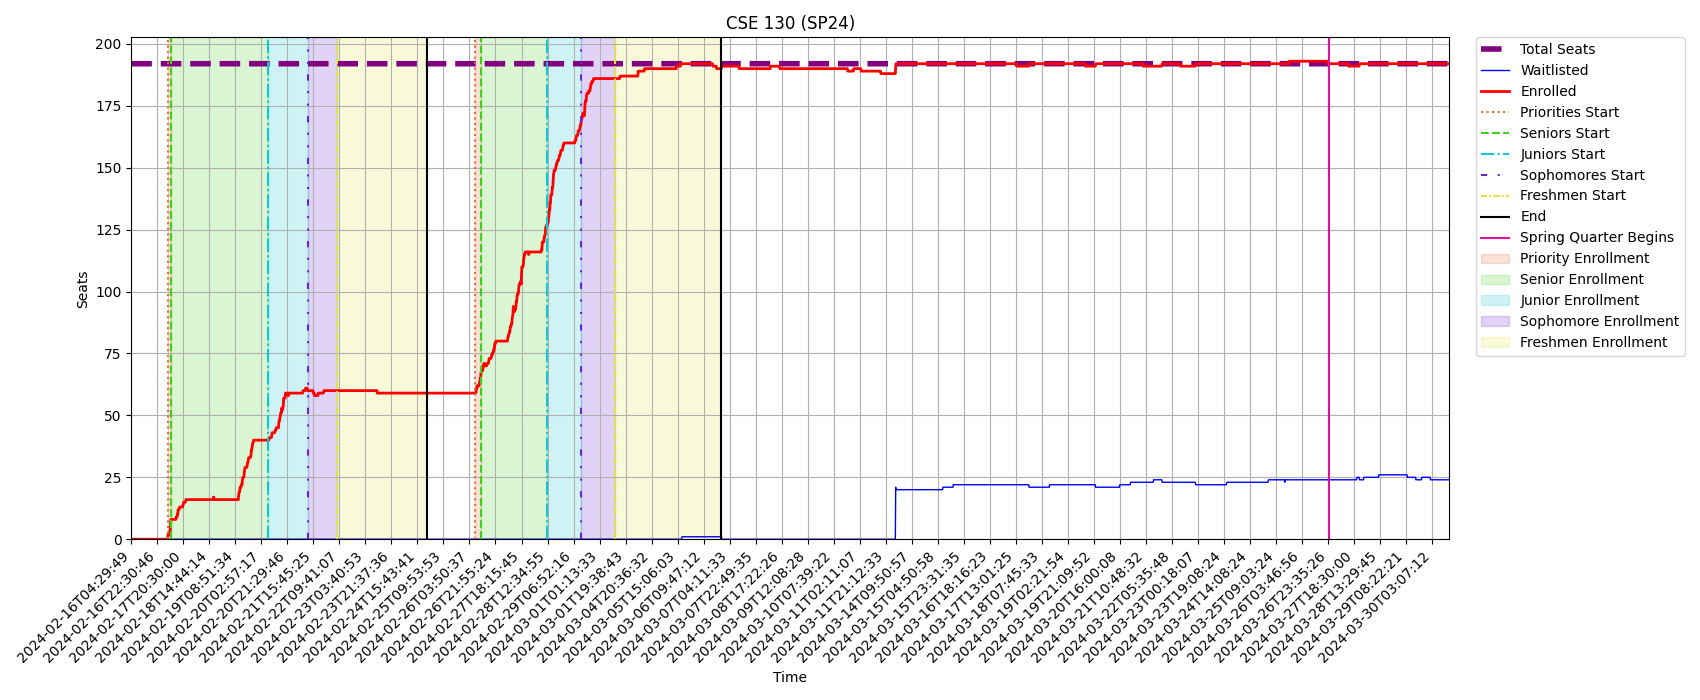 CSE 130 (SP24)
Seats
200
175
150
125
100
75
50
25
0
2024-02-16T04:29:49
2024-02-16T22:30:46
2024-02-17T20:30:00
2024-02-18T14:44:14
2024-02-19T08:51:34
2024-02-20T02:57:17
2024-02-20T21:29:46
2024-02-21T15:45:25
2024-02-22T09:41:07
2024-02-23T03:40:53
2024-02-23T21:37:36
2024-02-24T15:43:41
2024-02-25T09:53:53
2024-02-26T03:50:37
2024-02-26T21:55:24
2024-02-27T18:15:45
2024-02-28T12:34:55
2024-02-29T06:52:16
2024-03-01T01:13:33
2024-03-01T19:38:43
2024-03-04T20:36:32
2024-03-05T15:06:03
2024-03-06T09:47:12
2024-03-07T04:11:33
2024-03-07T22:49:35
2024-03-08T17:22:26
2024-03-09T12:08:28
2024-03-10T07:39:22
2024-03-11T02:11:07
2024-03-11T21:12:33
2024-03-14T09:50:57
2024-03-15T04:50:58
2024-03-15T23:31:35
2024-03-16T18:16:23
2024-03-17T13:01:25
2024-03-18T07:45:33
2024-03-19T02:21:54
2024-03-19T21:09:52
2024-03-20T16:00:08
2024-03-21T10:48:32
2024-03-22T05:35:48
2024-03-23T00:18:07
2024-03-23T19:08:24
2024-03-24T14:08:24
2024-03-25T09:03:24
2024-03-26T03:46:56
2024-03-26T23:35:26
2024-03-27T18:30:00
2024-03-28T13:29:45
2024-03-29T08:22:21
2024-03-30T03:07:12
Time
Total Seats
Waitlisted
Enrolled
Priorities Start
Seniors Start
Juniors Start
Sophomores Start
Freshmen Start
End
Spring Quarter Begins
Priority Enrollment
Senior Enrollment
Junior Enrollment
Sophomore Enrollment
Freshmen Enrollment